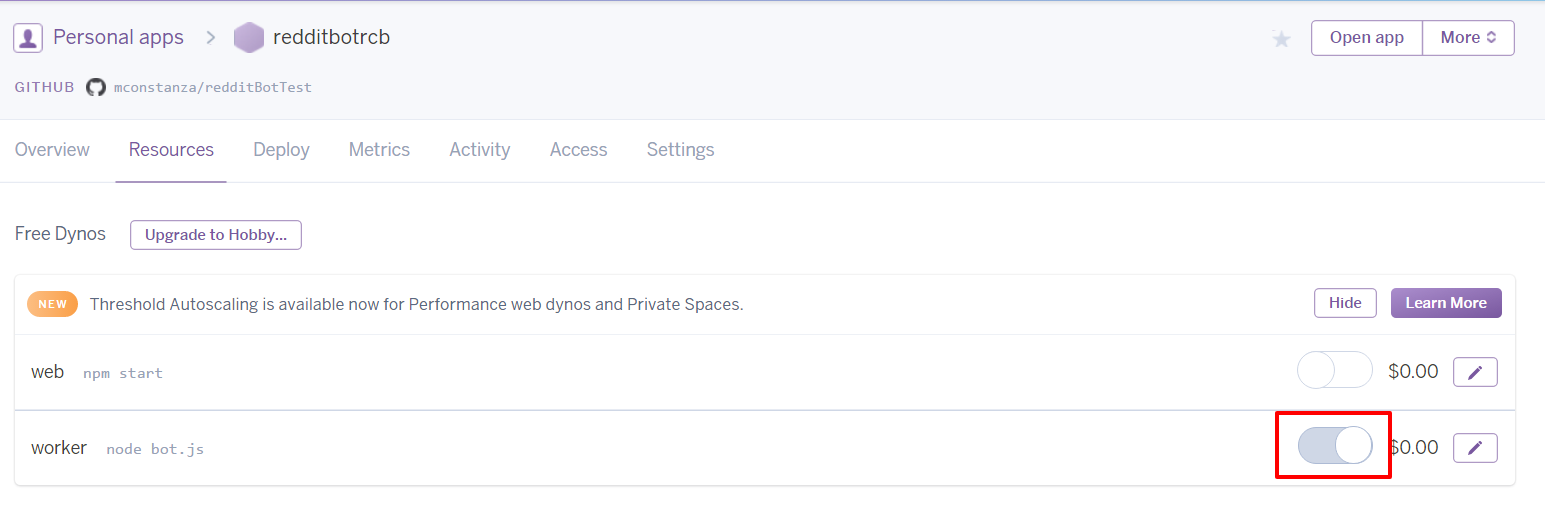 Personal apps > redditbotrcb
Open app More
GITHUB mconstanza/redditBotTest
Overview Resources Deploy Metrics Activity Access Settings
Free Dynos Upgrade to Hobby...
NEW Threshold Autoscaling is available now for Performance web dynos and Private Spaces. Hide Learn More
web npm start $0.00
worker node bot.js $0.00